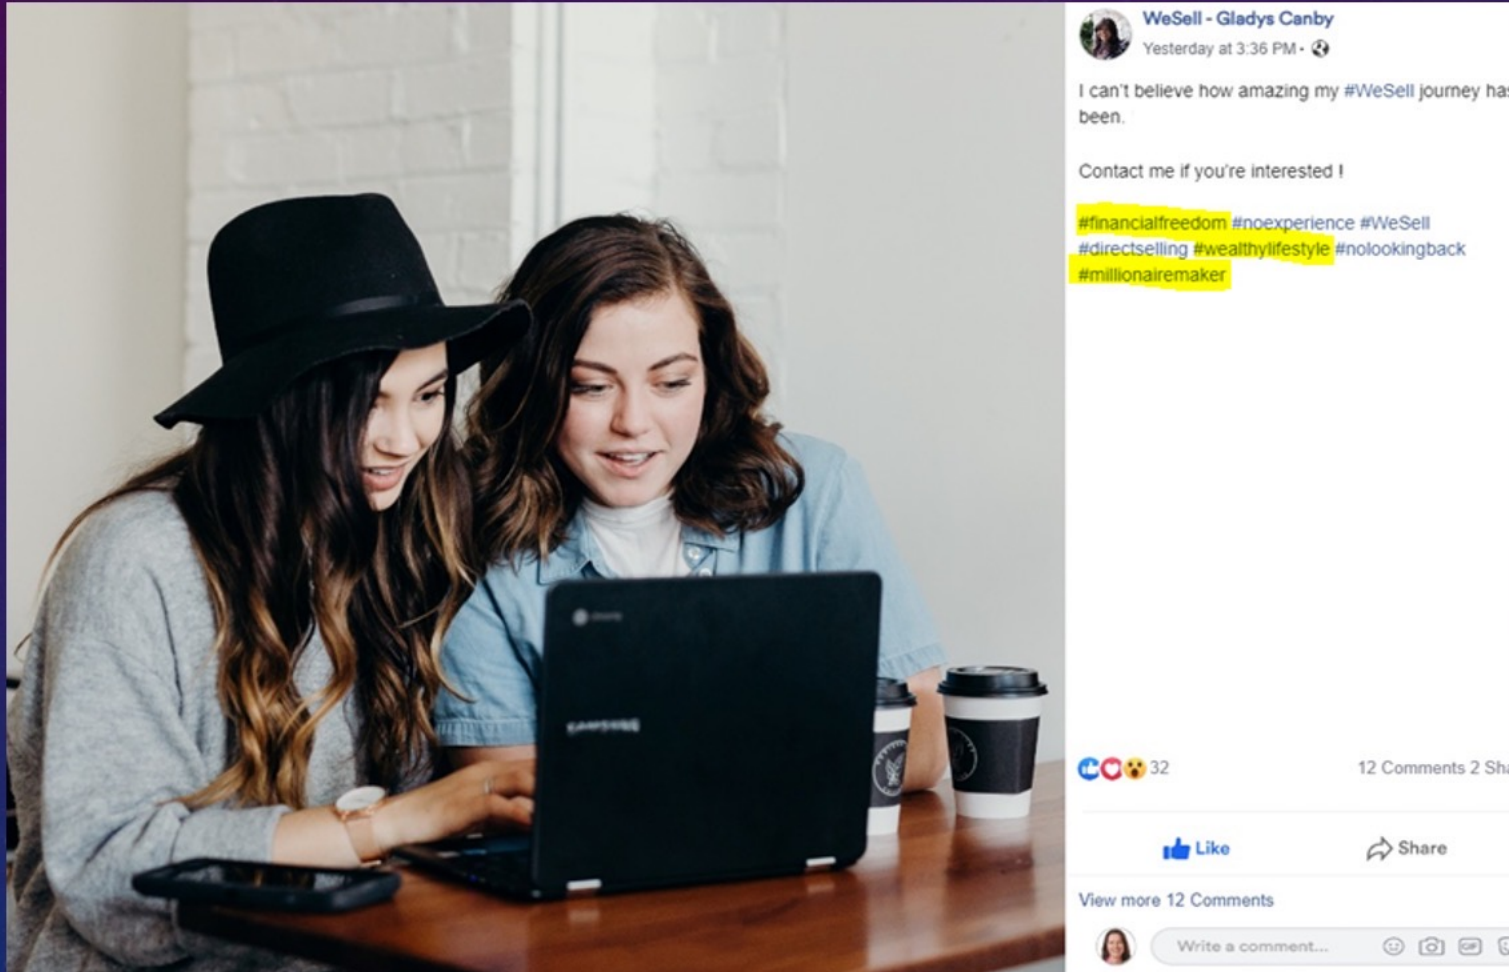 WeSell - Gladys Canby
Yesterday at 3:36 PM ·
I can't believe how amazing my #WeSell journey has
been.
Contact me if you're interested !
#financialfreedom #noexperience #WeSell
#directselling #wealthylifestyle #nolookingback
#millionairemaker
SAMSUNG
32
12 Comments 2
Like
Share
View more 12 Comments
Write a comment...
GIF